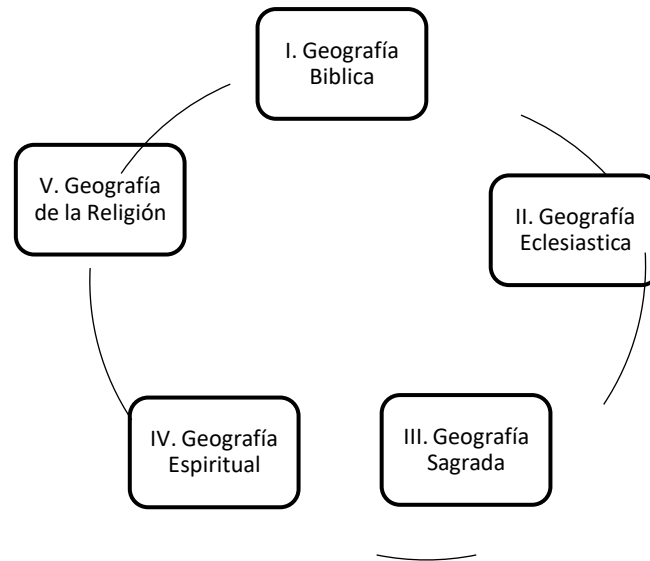 I. Geografía
Biblica
II. Geografía
Eclesiastica
III. Geografía
Sagrada
IV. Geografía
Espiritual
V. Geografía
de la Religión